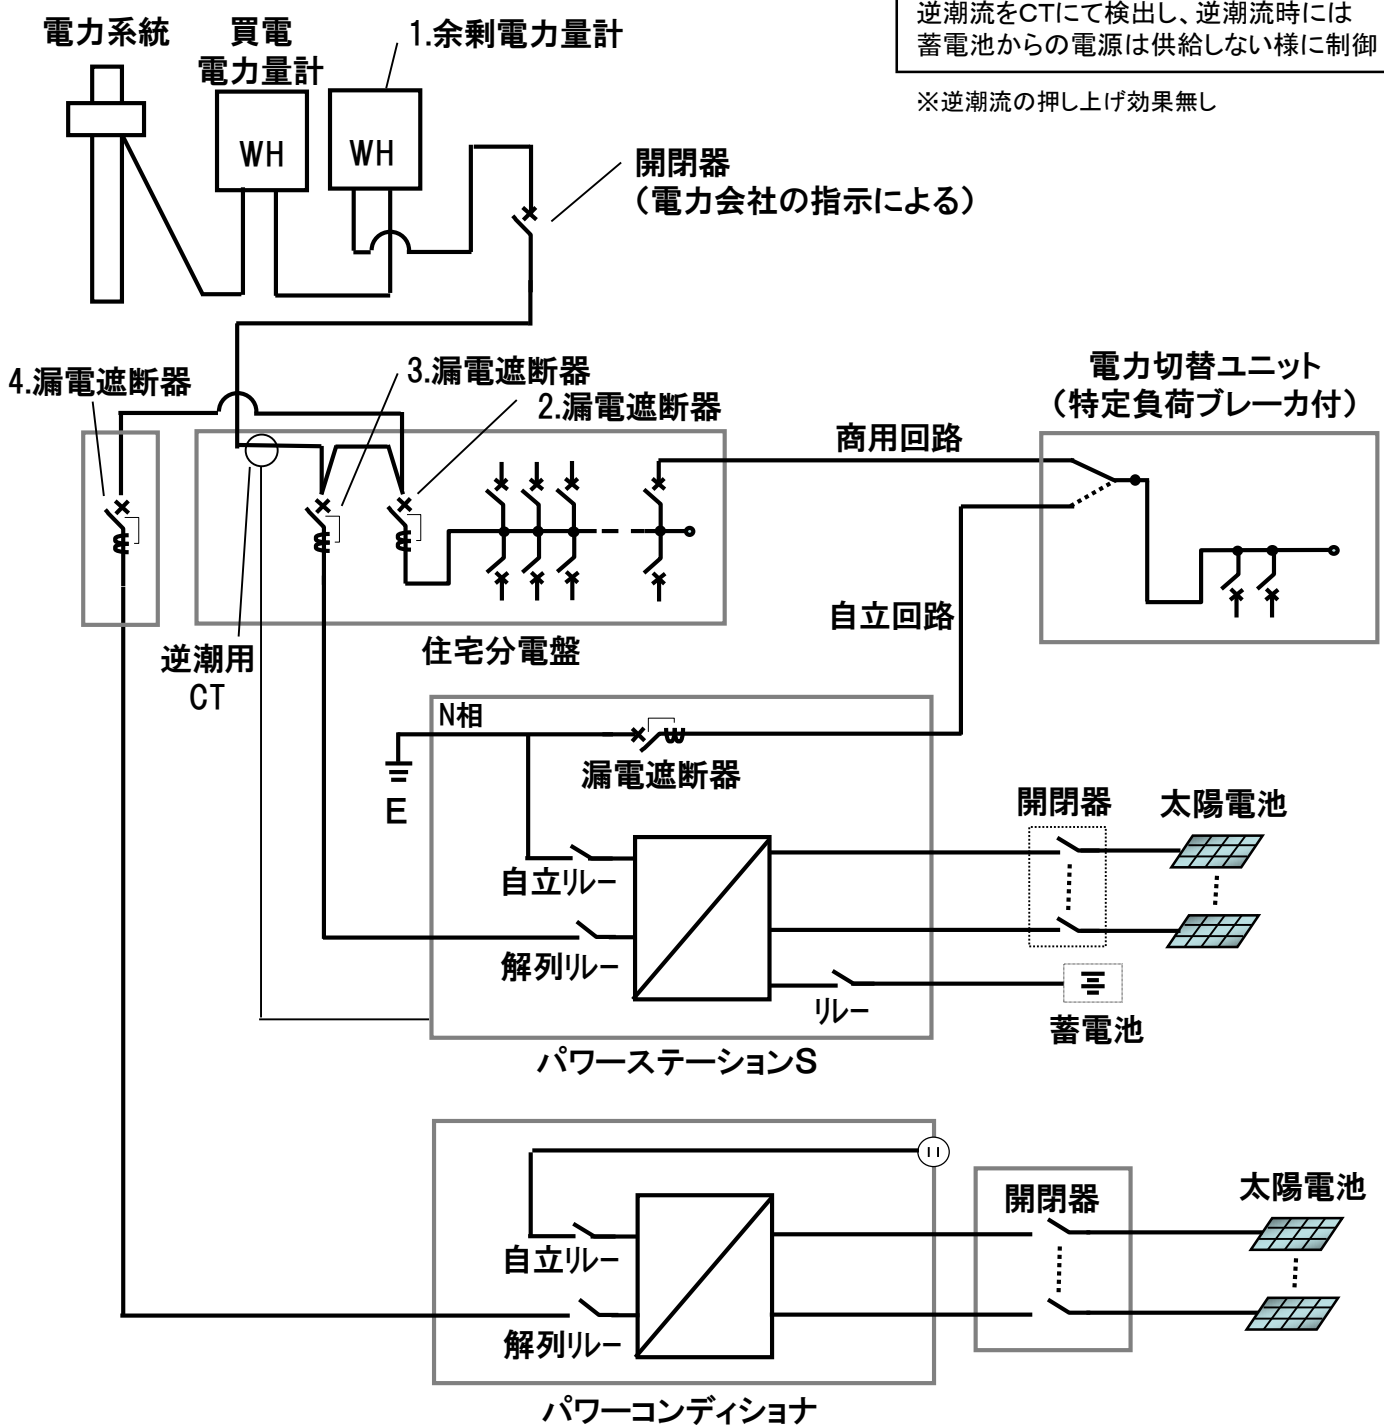 逆潮流をCTにて検出し、逆潮流時には
蓄電池からの電源は供給しない様に制御
※逆潮流の押し上げ効果無し
電力系統
買電
電力量計
1.余剰電力量計
WH
WH
開閉器
（電力会社の指示による）
4.漏電遮断器
3.漏電遮断器
2.漏電遮断器
電力切替ユニット
（特定負荷ブレーカ付）
商用回路
自立回路
逆潮用
CT
住宅分電盤
N相
漏電遮断器
E
開閉器
太陽電池
自立リレー
解列リレー
リレー
蓄電池
パワーステーションS
開閉器
太陽電池
自立リレー
解列リレー
パワーコンディショナ